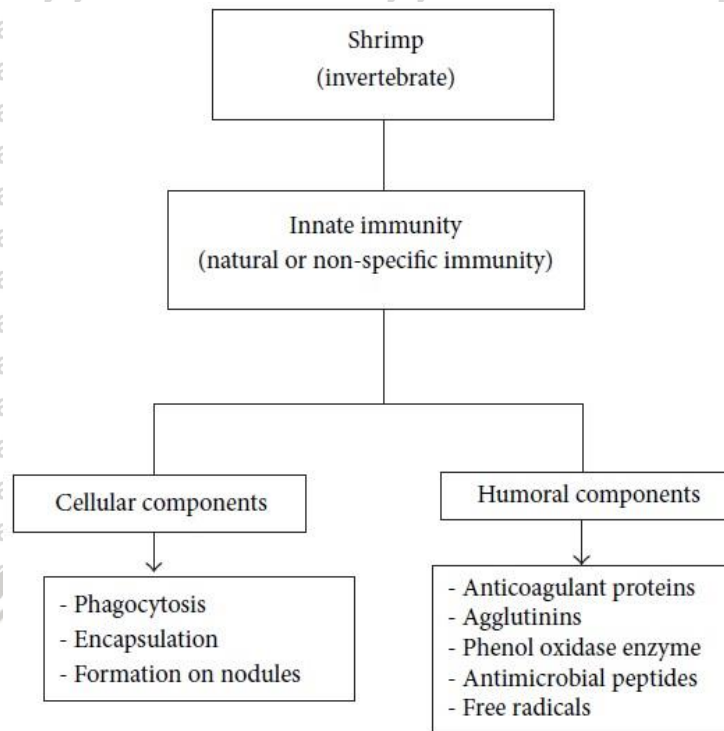 Shrimp
(invertebrate)
Innate immunity
(natural or non-specific immunity)
Cellular components
- Phagocytosis
- Encapsulation
- Formation on nodules
Humoral components
- Anticoagulant proteins
- Agglutinins
- Phenol oxidase enzyme
- Antimicrobial peptides
- Free radicals